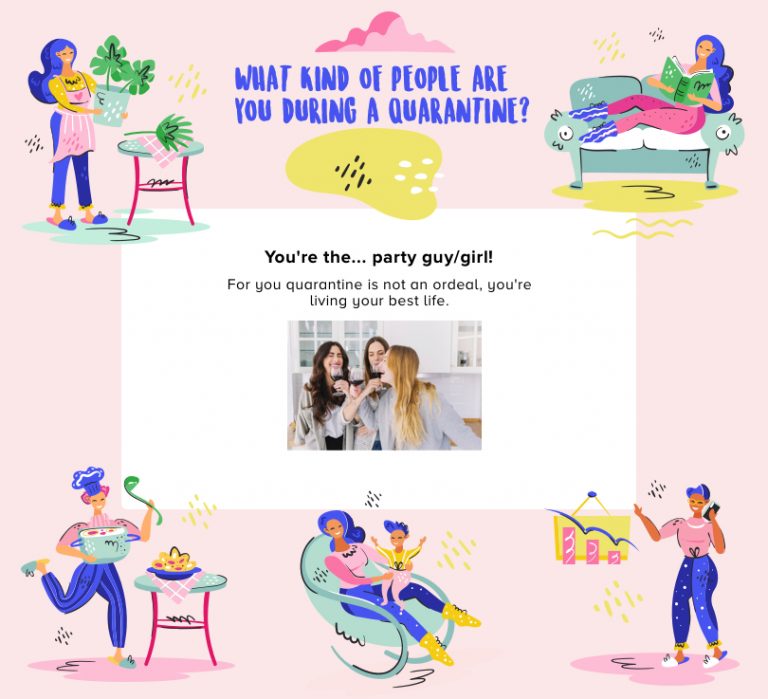 WHAT KIND OF PEOPLE ARE
YOU DURING A QUARANTINE?
You're the... party guy/girl!
For you quarantine is not an ordeal, you're
living your best life.